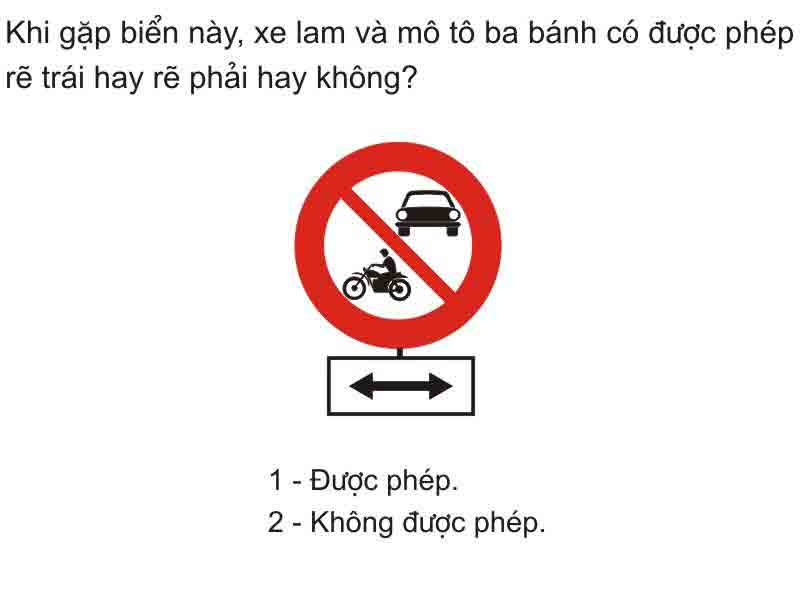 Khi gặp biển này, xe lam và mô tô ba bánh có được phép
rẽ trái hay rẽ phải hay không?
1 - Được phép.
2 - Không được phép.